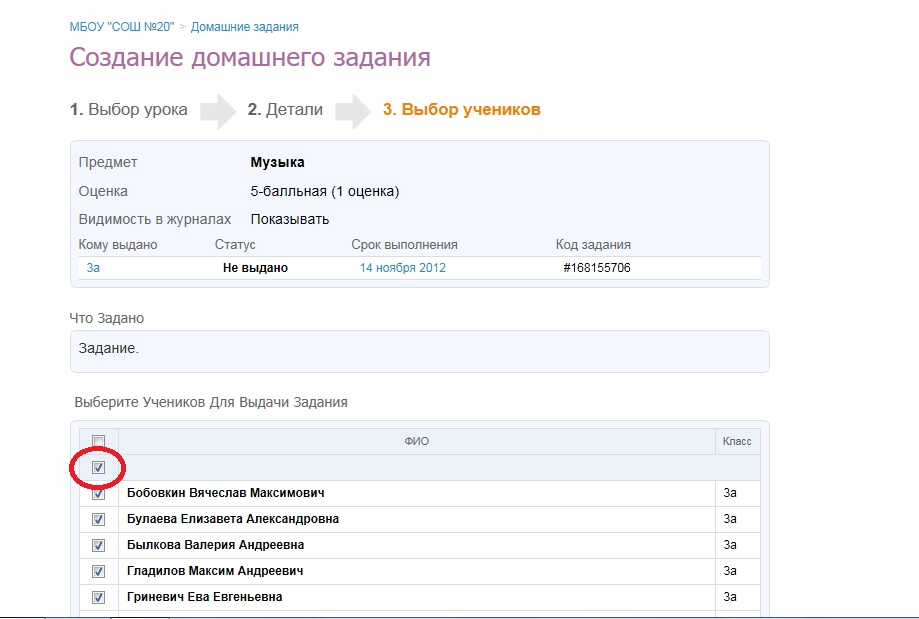 МБОУ "СОШ №20" > Домашние задания
Создание домашнего задания
1. Выбор урока 2. Детали 3. Выбор учеников
Предмет Музыка
Оценка 5-балльная (1 оценка)
Видимость в журналах Показывать
Кому выдано Статус Срок выполнения Код задания
3а Не выдано 14 ноября 2012 #168155706
Что Задано
Задание.
Выберите Учеников Для Выдачи Задания
ФИО Класс
Бобовкин Вячеслав Максимович 3а
Булаева Елизавета Александровна 3а
Былкова Валерия Андреевна 3а
Гладилов Максим Андреевич 3а
Гриневич Ева Евгеньевна 3а